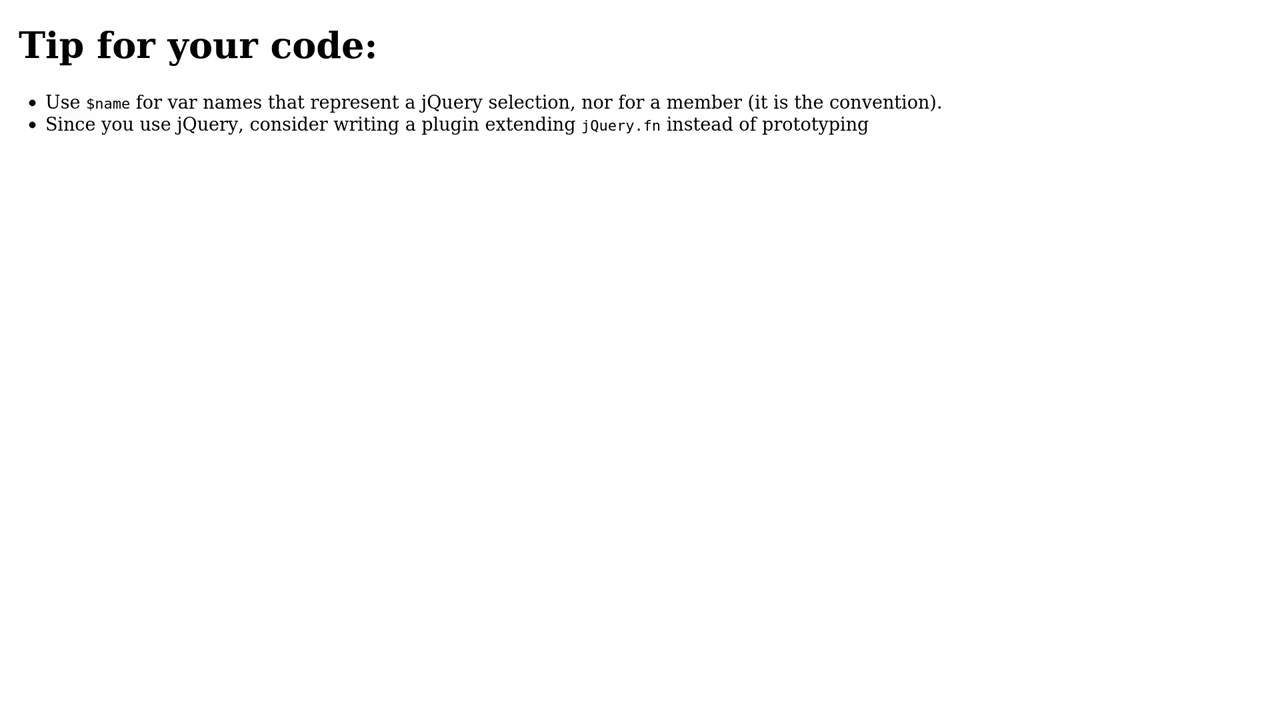 Tip for your code:
Use $name for var names that represent a jQuery selection, nor for a member (it is the convention).
Since you use jQuery, consider writing a plugin extending jQuery.fn instead of prototyping